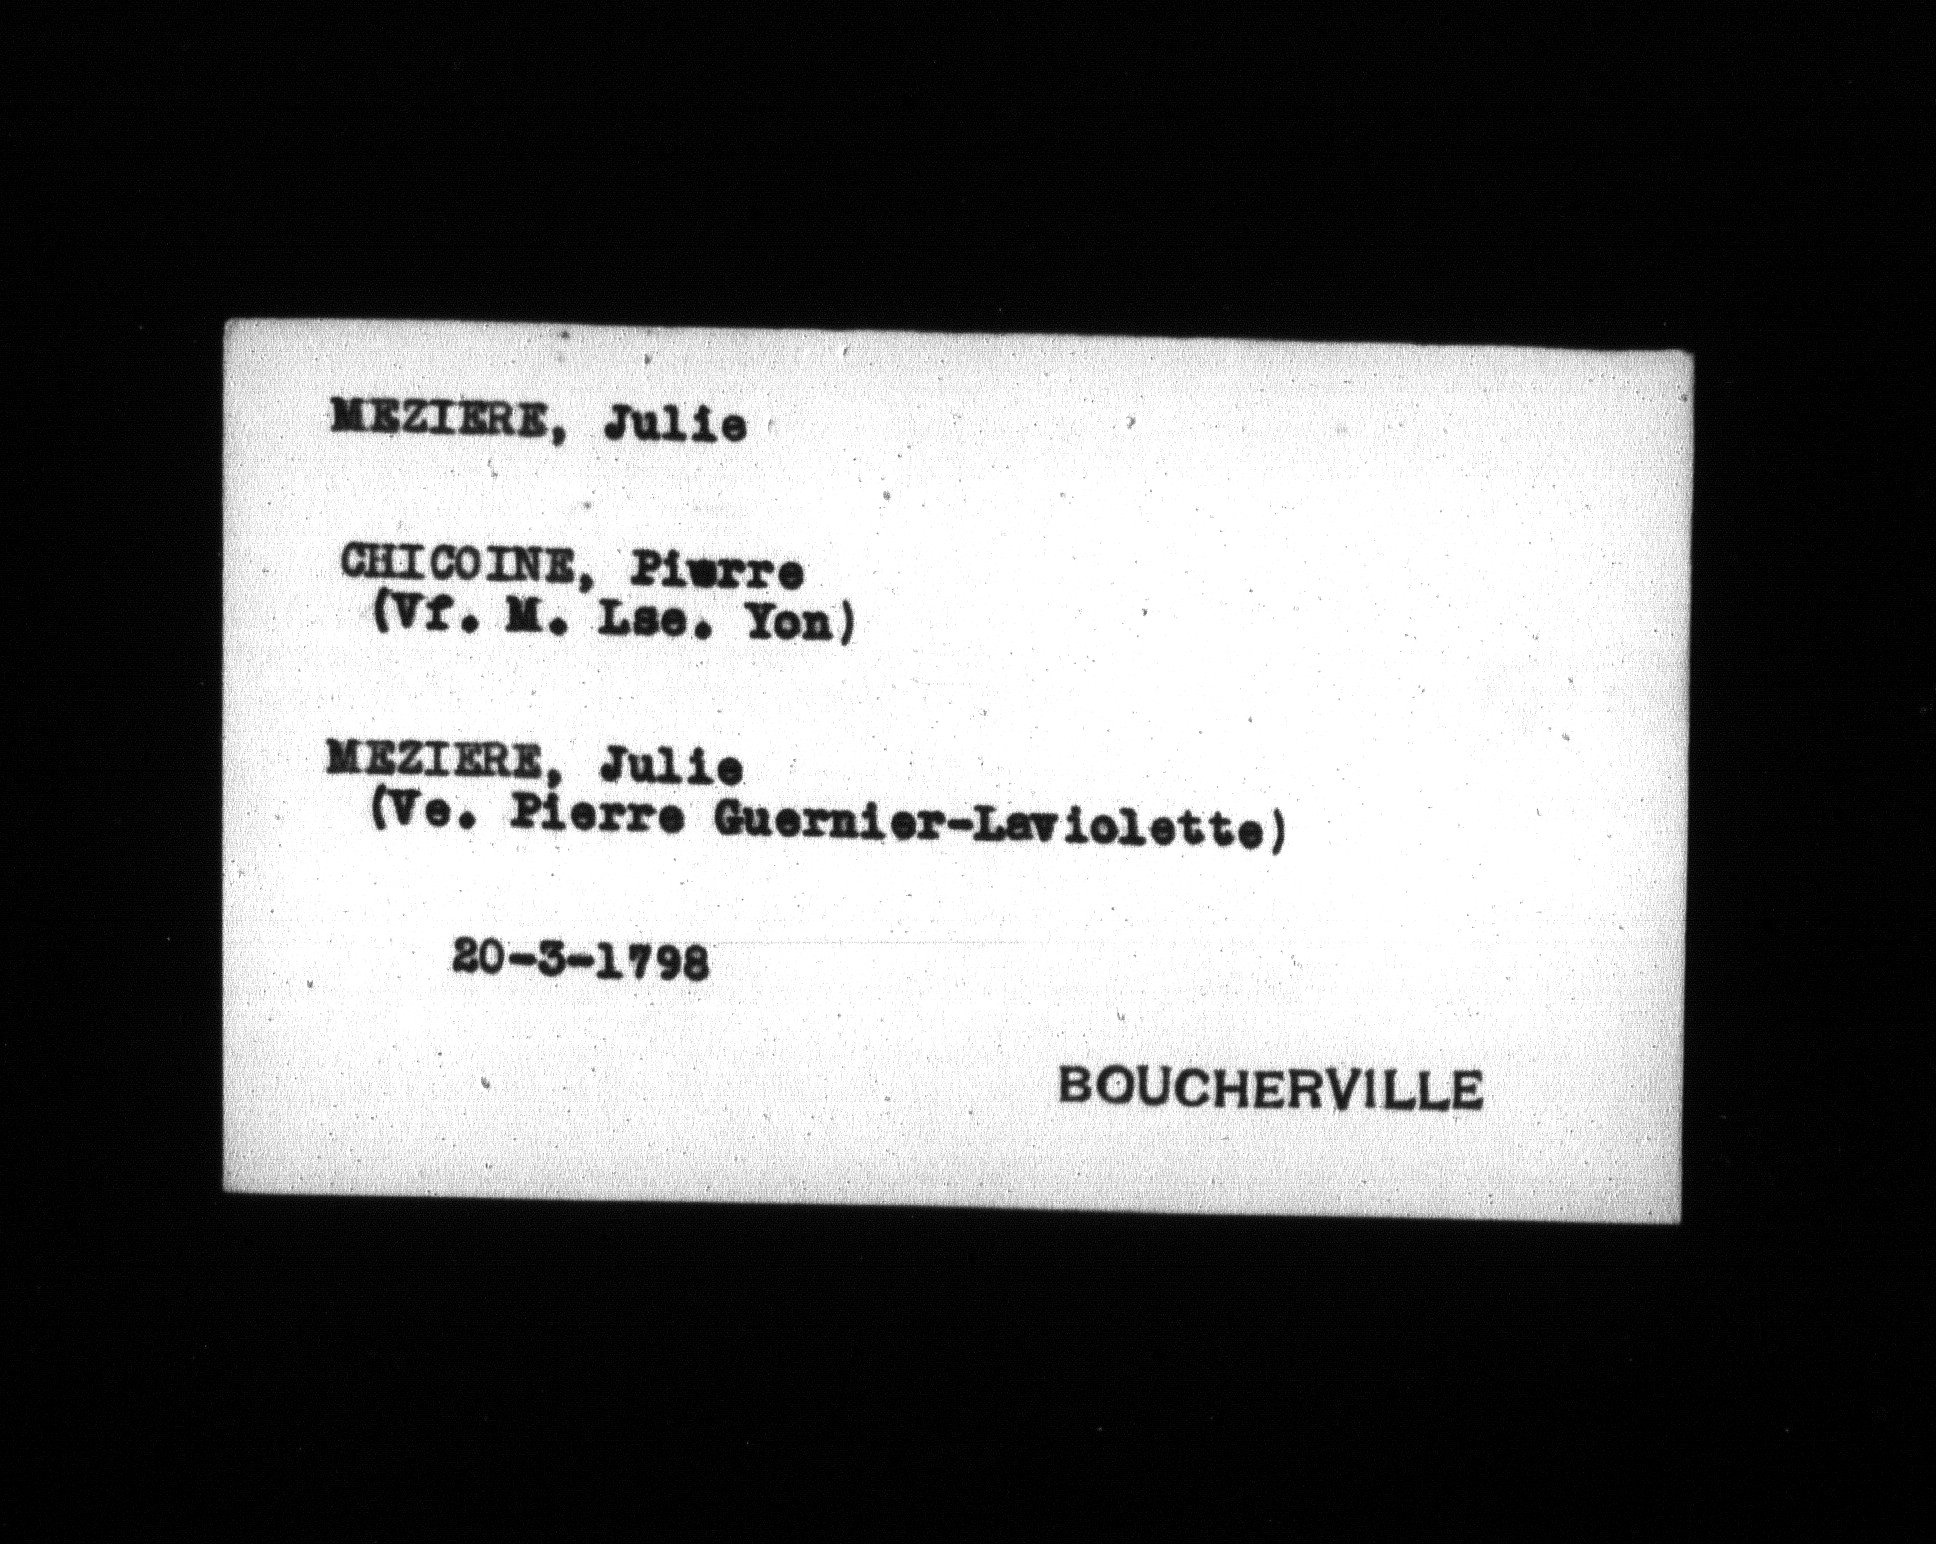 MEZIERE, Julie
CHICOINE, Pierre
(Vf. M. Lse. Yon)
MEZIERE, Julie
(Ve. Pierre Guernier-Laviolette)
20-3-1798
BOUCHERVILLE